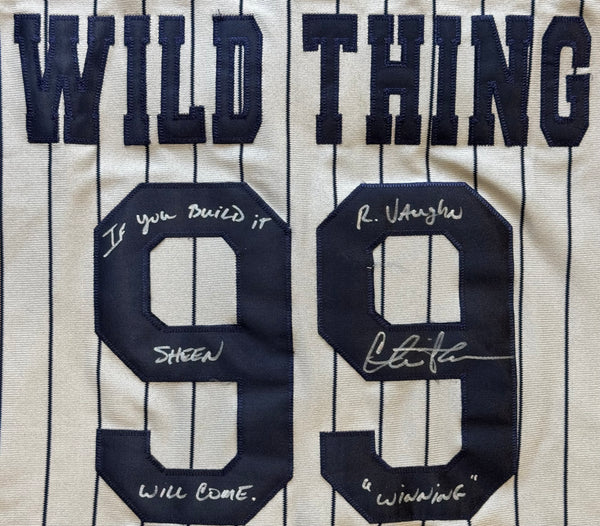 WILD THING
99
If you Build it
SHEEN
Will Come.
R. Vaughn
"Winning"